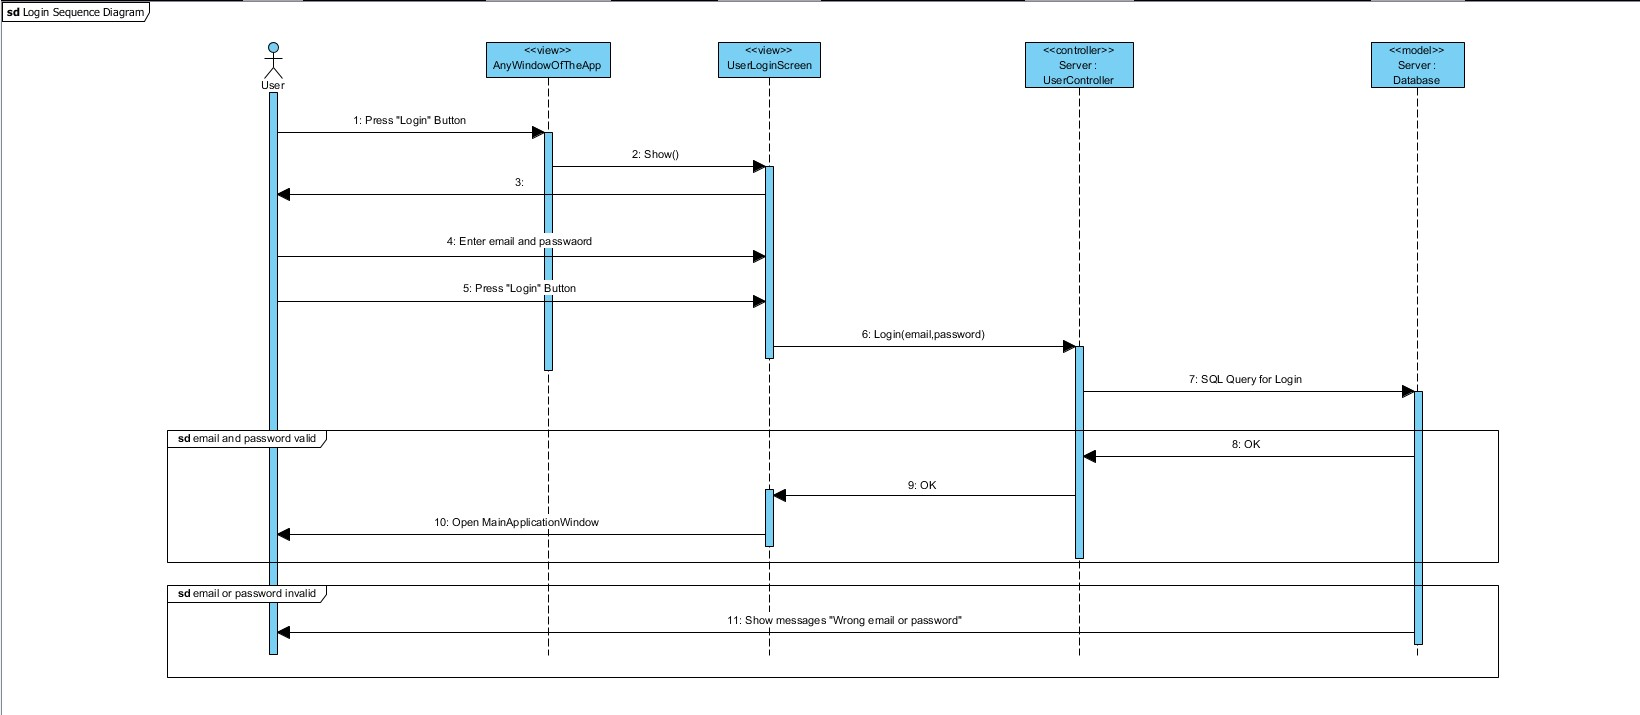 sd Login Sequence Diagram
User
<<view>>
AnyWindowOfTheApp
<<view>>
UserLoginScreen
<<controller>>
Server :
UserController
<<model>>
Server :
Database
1: Press "Login" Button
2: Show()
3:
4: Enter email and passwaord
5: Press "Login" Button
6: Login(email,password)
7: SQL Query for Login
sd email and password valid
8: OK
9: OK
10: Open MainApplicationWindow
sd email or password invalid
11: Show messages "Wrong email or password"